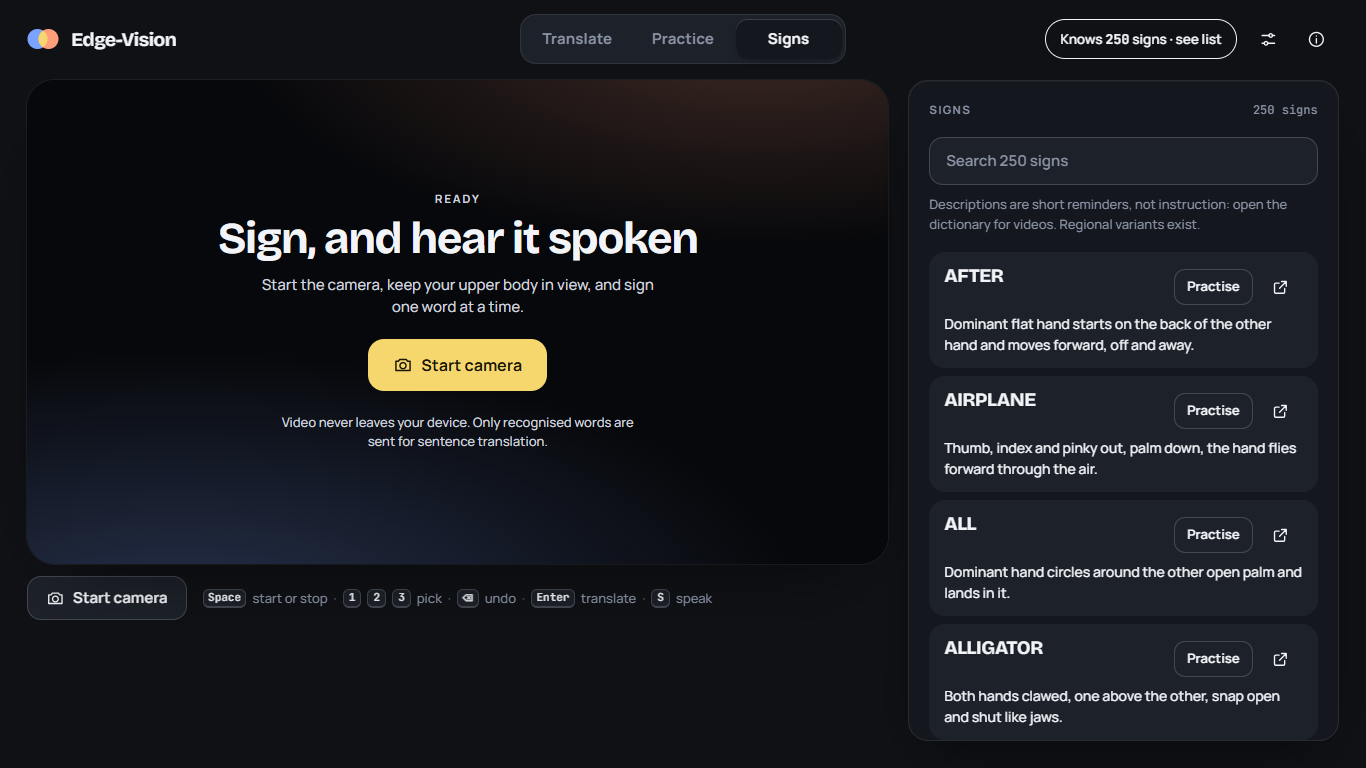 Edge-Vision
Translate
Practice
Signs
Knows 250 signs · see list
READY
Sign, and hear it spoken
Start the camera, keep your upper body in view, and sign
one word at a time.
Start camera
Video never leaves your device. Only recognised words are
sent for sentence translation.
Start camera
Space start or stop · 1 2 3 pick · ⌫ undo · Enter translate · S speak
SIGNS
250 signs
Search 250 signs
Descriptions are short reminders, not instruction: open the
dictionary for videos. Regional variants exist.
AFTER
Practise
Dominant flat hand starts on the back of the other
hand and moves forward, off and away.
AIRPLANE
Practise
Thumb, index and pinky out, palm down, the hand flies
forward through the air.
ALL
Practise
Dominant hand circles around the other open palm and
lands in it.
ALLIGATOR
Practise
Both hands clawed, one above the other, snap open
and shut like jaws.